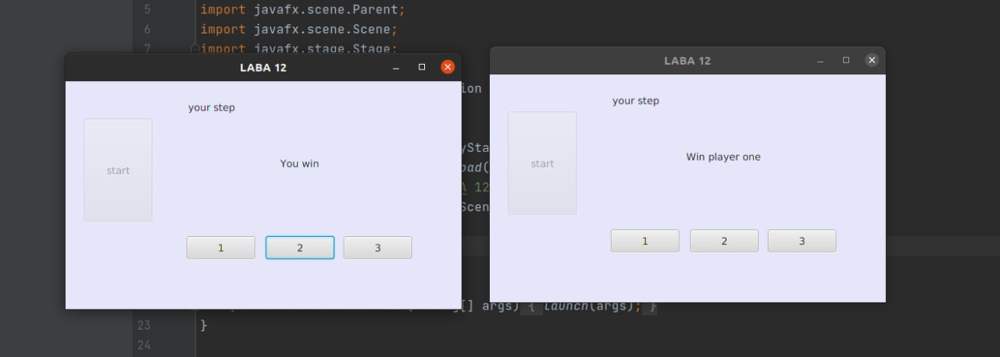 5 import javafx.scene.Parent;
6 import javafx.scene.Scene;
7 import javafx.stage.Stage;
LABA 12
your step
start
You win
1 2 3
LABA 12
your step
start
Win player one
1 2 3
ion
ySta
oad(
A 12
Scen
[] args) { launch(args); }
23 }
24